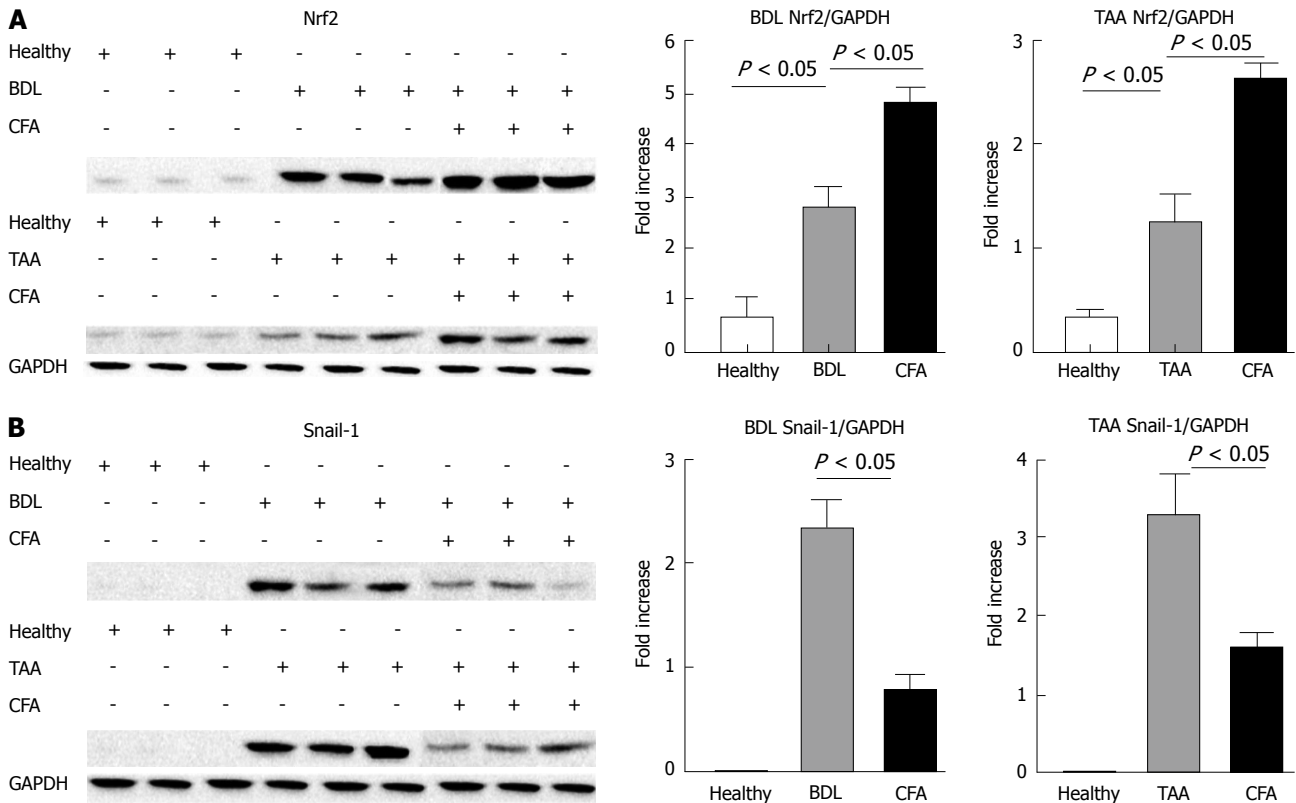 A
Nrf2
Healthy + + + - - - - - -
BDL - - - + + + + + +
CFA - - - - - - + + +
Healthy + + + - - - - - -
TAA - - - + + + + + +
CFA - - - - - - + + +
GAPDH
BDL Nrf2/GAPDH
P < 0.05
P < 0.05
Fold increase
6
5
4
3
2
1
0
Healthy BDL CFA
TAA Nrf2/GAPDH
P < 0.05
P < 0.05
Fold increase
3
2
1
0
Healthy TAA CFA
B
Snail-1
Healthy + + + - - - - - -
BDL - - - + + + + + +
CFA - - - - - - + + +
Healthy + + + - - - - - -
TAA - - - + + + + + +
CFA - - - - - - + + +
GAPDH
BDL Snail-1/GAPDH
P < 0.05
Fold increase
3
2
1
0
Healthy BDL CFA
TAA Snail-1/GAPDH
P < 0.05
Fold increase
4
3
2
1
0
Healthy TAA CFA